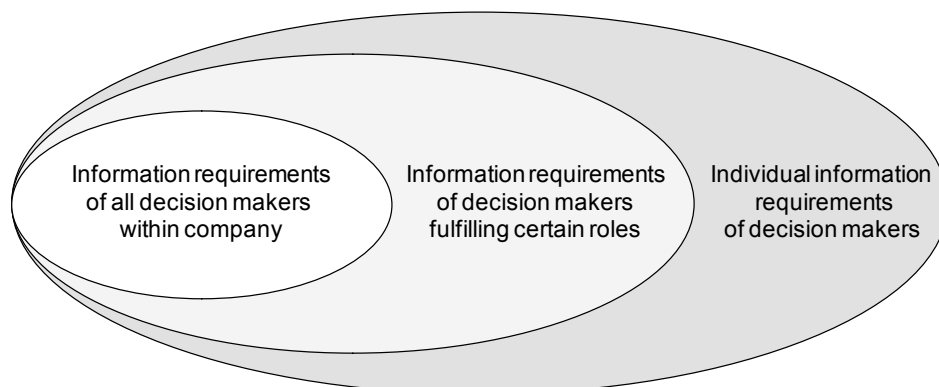 Information requirements
of all decision makers
within company
Information requirements
of decision makers
fulfilling certain roles
Individual information
requirements
of decision makers